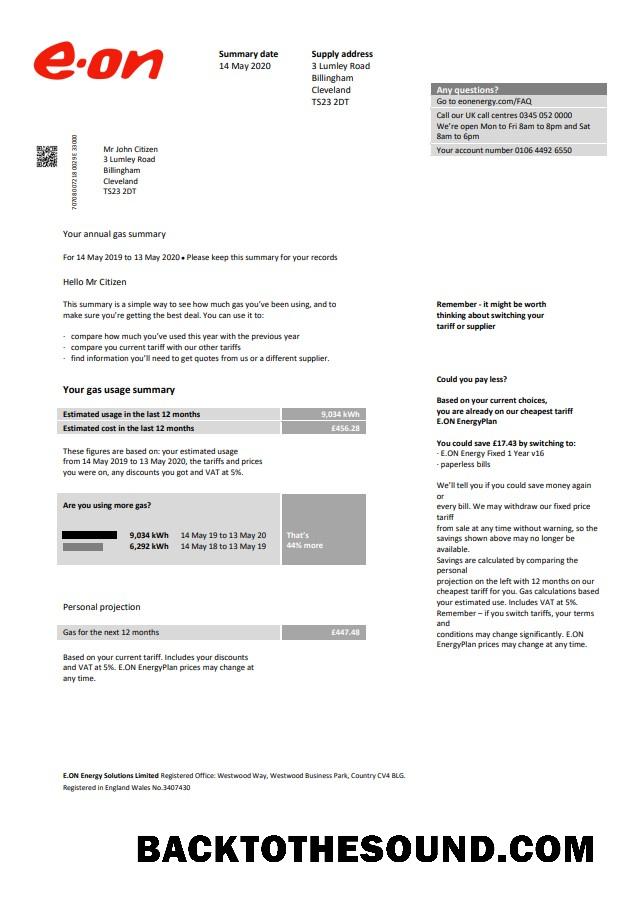 e·on
Summary date
14 May 2020
Supply address
3 Lumley Road
Billingham
Cleveland
TS23 2DT
Any questions?
Go to eonenergy.com/FAQ
Call our UK call centres 0345 052 0000
We're open Mon to Fri 8am to 8pm and Sat
8am to 6pm
Your account number 0106 4492 6550
Mr John Citizen
3 Lumley Road
Billingham
Cleveland
TS23 2DT
Your annual gas summary
For 14 May 2019 to 13 May 2020 • Please keep this summary for your records
Hello Mr Citizen
This summary is a simple way to see how much gas you've been using, and to
make sure you're getting the best deal. You can use it to:
- compare how much you've used this year with the previous year
- compare you current tariff with our other tariffs
- find information you'll need to get quotes from us or a different supplier.
Your gas usage summary
Estimated usage in the last 12 months 9,034 kWh
Estimated cost in the last 12 months £456.28
These figures are based on: your estimated usage
from 14 May 2019 to 13 May 2020, the tariffs and prices
you were on, any discounts you got and VAT at 5%.
Are you using more gas?
9,034 kWh 14 May 19 to 13 May 20
6,292 kWh 14 May 18 to 13 May 19
That's
44% more
Personal projection
Gas for the next 12 months £447.48
Based on your current tariff. Includes your discounts
and VAT at 5%. E.ON EnergyPlan prices may change at
any time.
Remember - it might be worth
thinking about switching your
tariff or supplier
Could you pay less?
Based on your current choices,
you are already on our cheapest tariff
E.ON EnergyPlan
You could save £17.43 by switching to:
- E.ON Energy Fixed 1 Year v16
- paperless bills
We'll tell you if you could save money again
or
every bill. We may withdraw our fixed price
tariff
from sale at any time without warning, so the
savings shown above may no longer be
available.
Savings are calculated by comparing the
personal
projection on the left with 12 months on our
cheapest tariff for you. Gas calculations based
your estimated use. Includes VAT at 5%.
Remember – if you switch tariffs, your terms
and
conditions may change significantly. E.ON
EnergyPlan prices may change at any time.
E.ON Energy Solutions Limited Registered Office: Westwood Way, Westwood Business Park, Country CV4 BLG.
Registered in England Wales No.3407430
BACKTOTHESOUND.COM